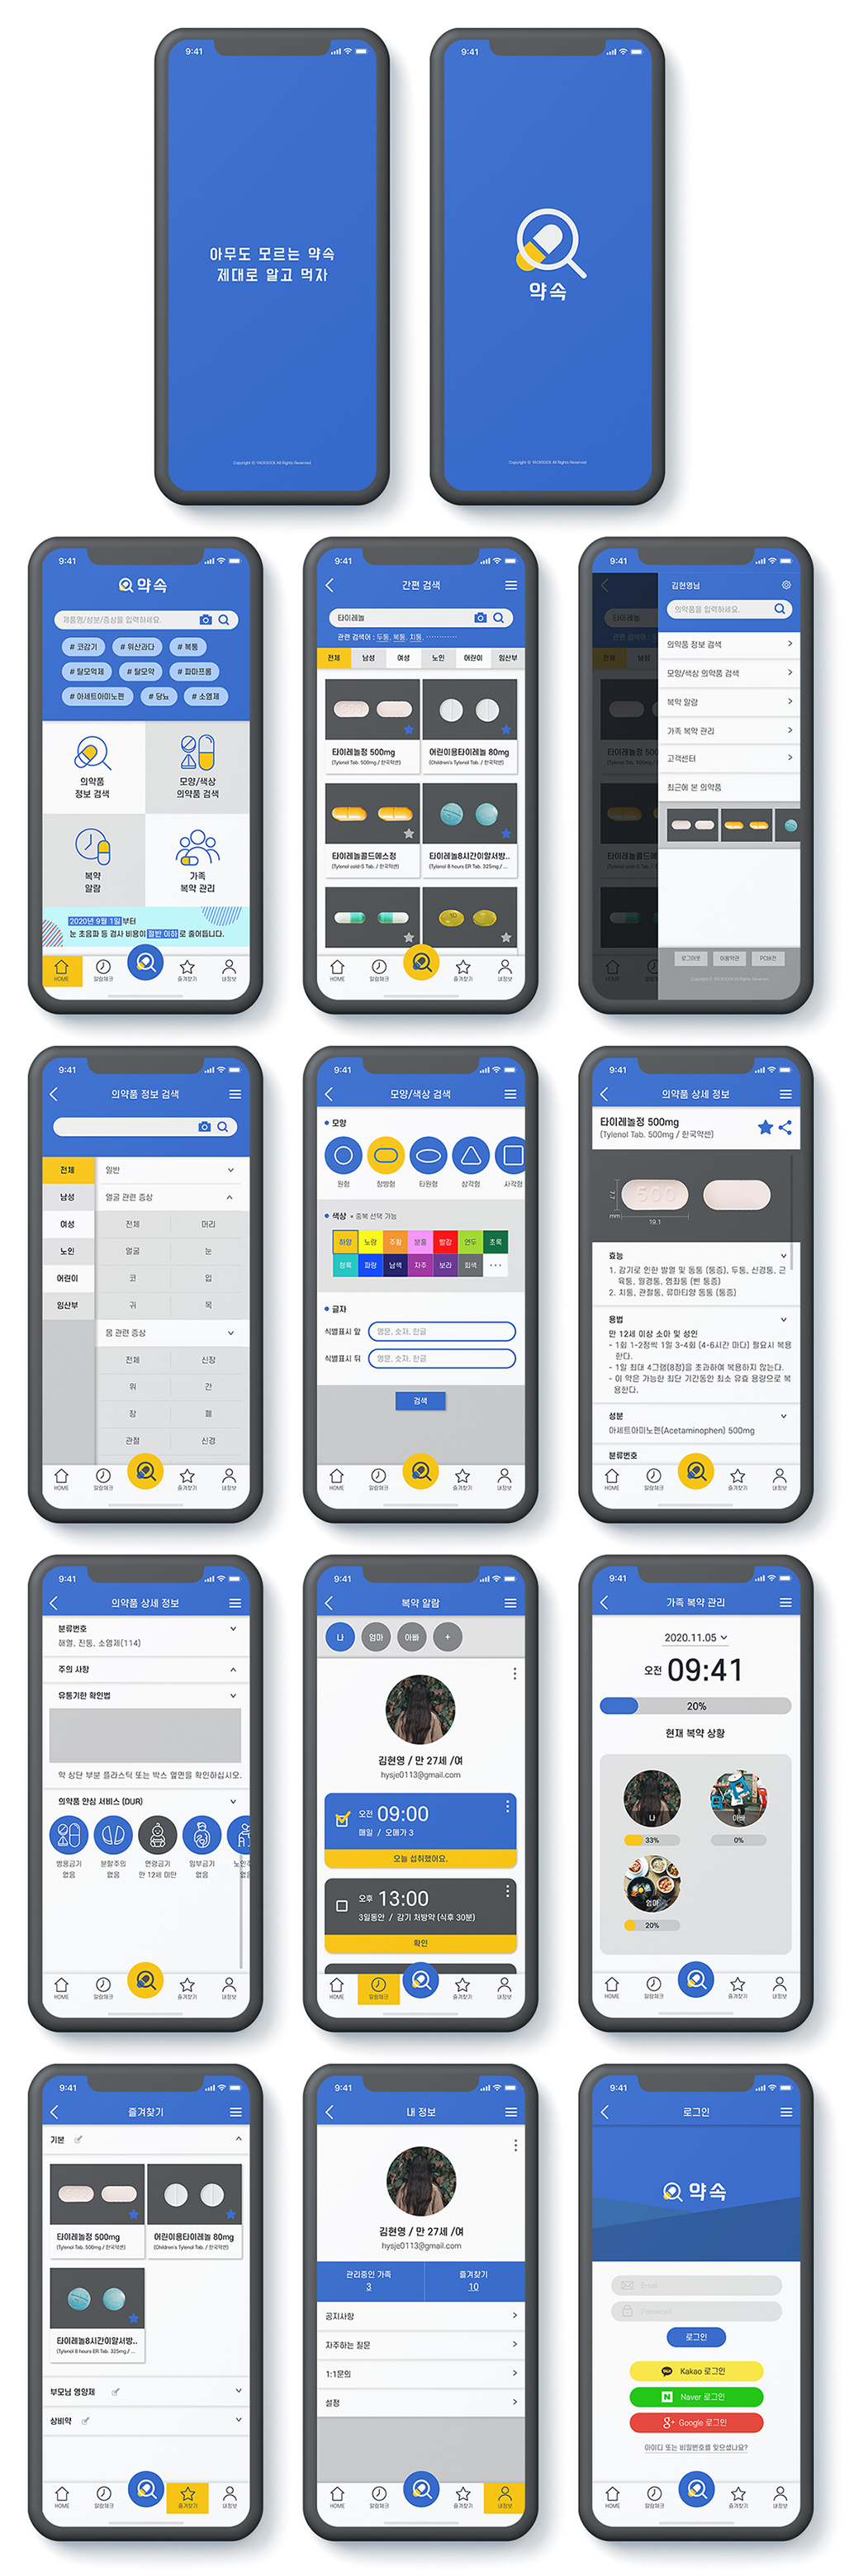 9:41
아무도 모르는 약속
제대로 알고 먹자
Copyright © YACKSOCK All Rights Reserved
9:41
약속
Copyright © YACKSOCK All Rights Reserved
9:41
약속
제품명/성분/증상을 입력하세요.
# 코감기
# 위산과다
# 복통
# 탈모억제
# 탈모약
# 파마프롬
# 아세트아미노펜
# 당뇨
# 소염제
의약품
정보 검색
모양/색상
의약품 검색
복약
알람
가족
복약 관리
2020년 9월 1일부터
눈 초음파 등 검사 비용이 절반 이하로 줄어듭니다.
HOME
알람체크
즐겨찾기
내정보
9:41
간편 검색
타이레놀
관련 검색어 : 두통, 복통, 치통, ············
전체
남성
여성
노인
어린이
임산부
타이레놀정 500mg
(Tylenol Tab. 500mg / 한국약센)
어린이용타이레놀 80mg
(Children's Tylenol Tab. / 한국약센)
타이레놀콜드에스정
(Tylenol cold-S Tab. / 한국약센)
타이레놀8시간이알서방..
(Tylenol 8 hours ER Tab. 325mg / ...
HOME
알람체크
즐겨찾기
내정보
9:41
김현영님
의약품을 입력하세요.
의약품 정보 검색
모양/색상 의약품 검색
복약 알람
가족 복약 관리
고객센터
최근에 본 의약품
로그아웃
이용약관
PC버전
Copyright © YACKSOCK All Rights Reserved
9:41
의약품 정보 검색
전체
남성
여성
노인
어린이
임산부
일반
얼굴 관련 증상
전체
머리
얼굴
눈
코
입
귀
목
몸 관련 증상
전체
신장
위
간
장
폐
관절
신경
HOME
알람체크
즐겨찾기
내정보
9:41
모양/색상 검색
모양
원형
장방형
타원형
삼각형
사각형
색상 * 중복 선택 가능
하양
노랑
주황
분홍
빨강
연두
초록
청록
파랑
남색
자주
보라
회색
···
글자
식별표시 앞
영문, 숫자, 한글
식별표시 뒤
영문, 숫자, 한글
검색
HOME
알람체크
즐겨찾기
내정보
9:41
의약품 상세 정보
타이레놀정 500mg
(Tylenol Tab. 500mg / 한국약센)
500
7.7
mm
19.1
효능
1. 감기로 인한 발열 및 동통 (통증), 두통, 신경통, 근
육통, 월경통, 염좌통 (삔 통증)
2. 치통, 관절통, 류마티양 동통 (통증)
용법
만 12세 이상 소아 및 성인
- 1회 1-2정씩 1일 3-4회 (4-6시간 마다) 필요시 복용
한다.
- 1일 최대 4그램(8정)을 초과하여 복용하지 않는다.
- 이 약은 가능한 최단 기간동안 최소 유효 용량으로 복
용한다.
성분
아세트아미노펜(Acetaminophen) 500mg
분류번호
HOME
알람체크
즐겨찾기
내정보
9:41
의약품 상세 정보
분류번호
해열, 진통, 소염제(114)
주의 사항
유통기한 확인법
약 상단 부분 플라스틱 또는 박스 옆면을 확인하십시오.
의약품 안심 서비스 (DUR)
병용금기
없음
분할주의
없음
연령금기
만 12세 미만
임부금기
없음
HOME
알람체크
즐겨찾기
내정보
9:41
복약 알람
나
엄마
아빠
+
김현영 / 만 27세 /여
hysje0113@gmail.com
오전 09:00
매일 / 오메가 3
오늘 섭취했어요.
오후 13:00
3일동안 / 감기 처방약 (식후 30분)
확인
HOME
알람체크
즐겨찾기
내정보
9:41
가족 복약 관리
2020.11.05
오전 09:41
20%
현재 복약 상황
나
33%
아빠
0%
엄마
20%
HOME
알람체크
즐겨찾기
내정보
9:41
즐겨찾기
기본
타이레놀정 500mg
(Tylenol Tab. 500mg / 한국약센)
어린이용타이레놀 80mg
(Children's Tylenol Tab. / 한국약센)
타이레놀8시간이알서방..
(Tylenol 8 hours ER Tab. 325mg / ...
부모님 영양제
상비약
HOME
알람체크
즐겨찾기
내정보
9:41
내 정보
김현영 / 만 27세 /여
hysje0113@gmail.com
관리중인 가족
3
즐겨찾기
10
공지사항
자주하는 질문
1:1문의
설정
HOME
알람체크
즐겨찾기
내정보
9:41
로그인
약속
Email
Password
로그인
Kakao 로그인
Naver 로그인
Google 로그인
아이디 또는 비밀번호를 잊으셨나요?
HOME
알람체크
즐겨찾기
내정보